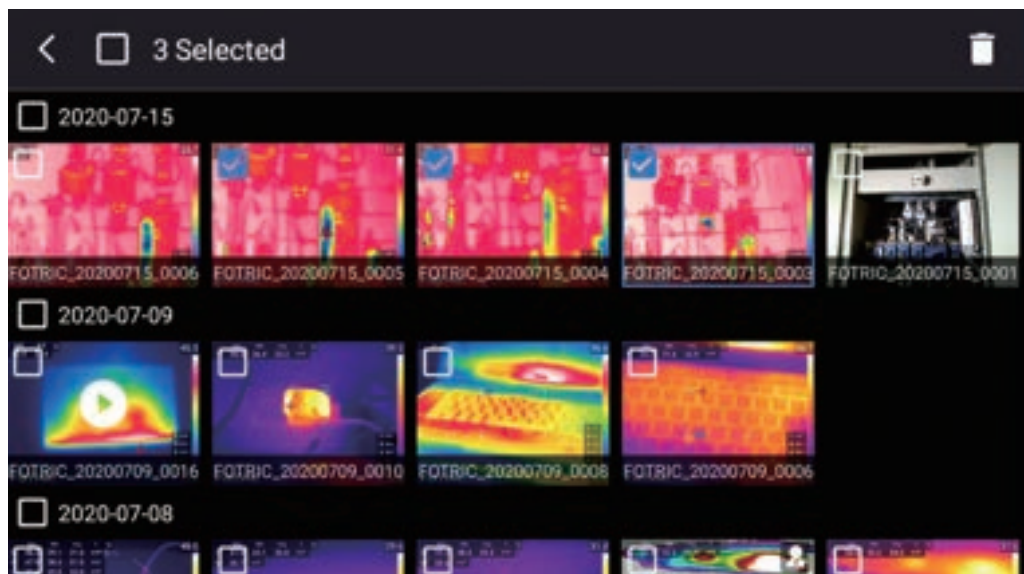 3 Selected
2020-07-15
FOTRIC_20200715_0006
FOTRIC_20200715_0005
FOTRIC_20200715_0004
FOTRIC_20200715_0003
FOTRIC_20200715_0001
2020-07-09
FOTRIC_20200709_0016
FOTRIC_20200709_0010
FOTRIC_20200709_0008
FOTRIC_20200709_0006
2020-07-08